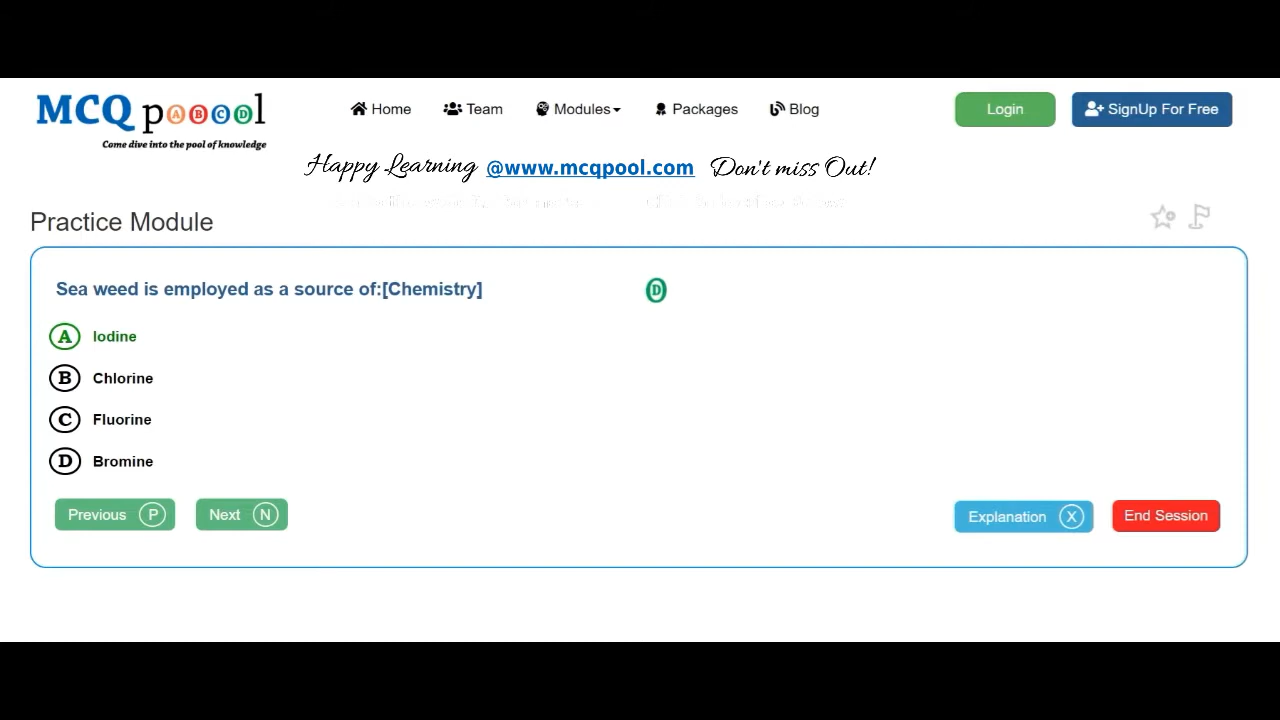 MCQ pABCDl
Come dive into the pool of knowledge
Home Team Modules Packages Blog Login SignUp For Free
Happy Learning @www.mcqpool.com Don't miss Out!
Practice Module
Sea weed is employed as a source of:[Chemistry] D
A Iodine
B Chlorine
C Fluorine
D Bromine
Previous P Next N Explanation X End Session